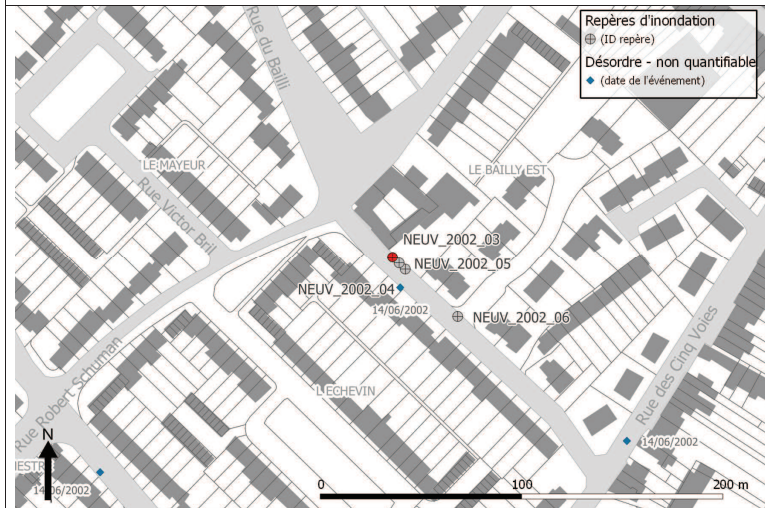 Repères d'inondation
(ID repère)
Désordre - non quantifiable
(date de l'événement)
Rue du Bailli
LE MAYEUR
LE BAILLY EST
Rue Victor Bril
NEUV_2002_03
NEUV_2002_05
NEUV_2002_04
14/06/2002
NEUV_2002_06
Rue Robert Schuman
L ECHEVIN
Rue des Cinq Voies
14/06/2002
N
14/06/2002
0
100
200 m